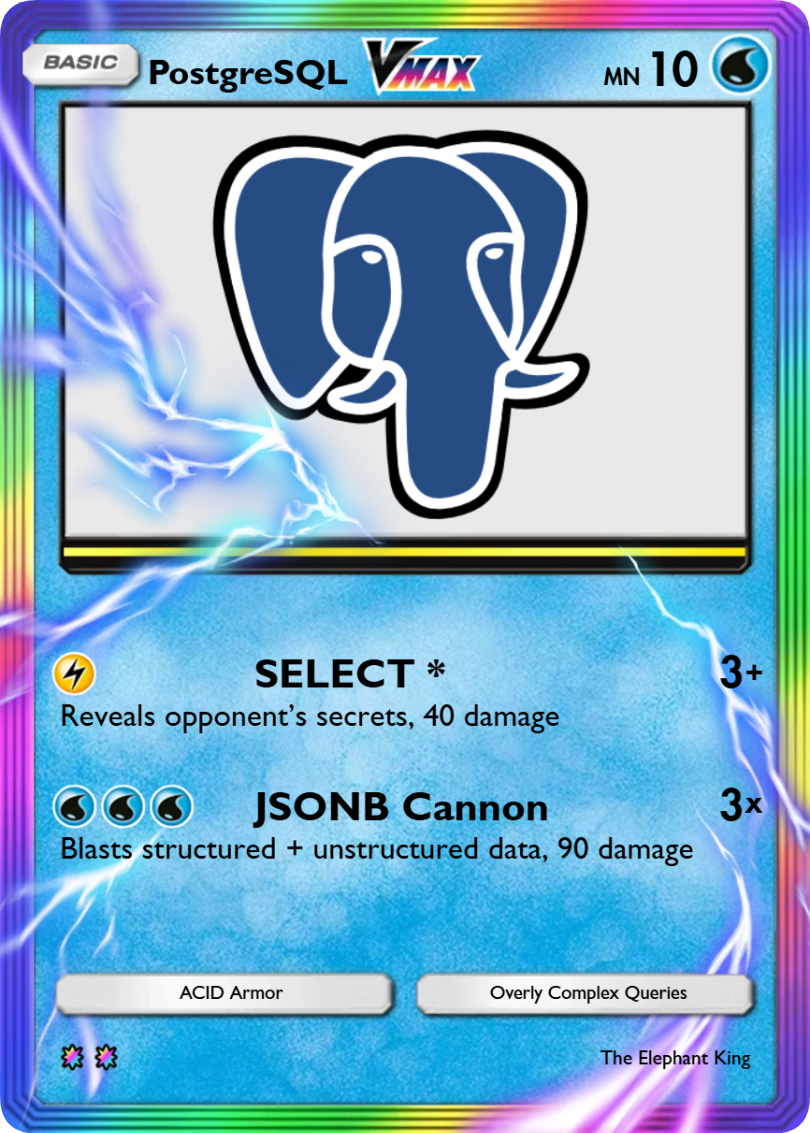 BASIC PostgreSQL VMAX MN 10
SELECT * 3+
Reveals opponent’s secrets, 40 damage
JSONB Cannon 3x
Blasts structured + unstructured data, 90 damage
ACID Armor Overly Complex Queries
The Elephant King